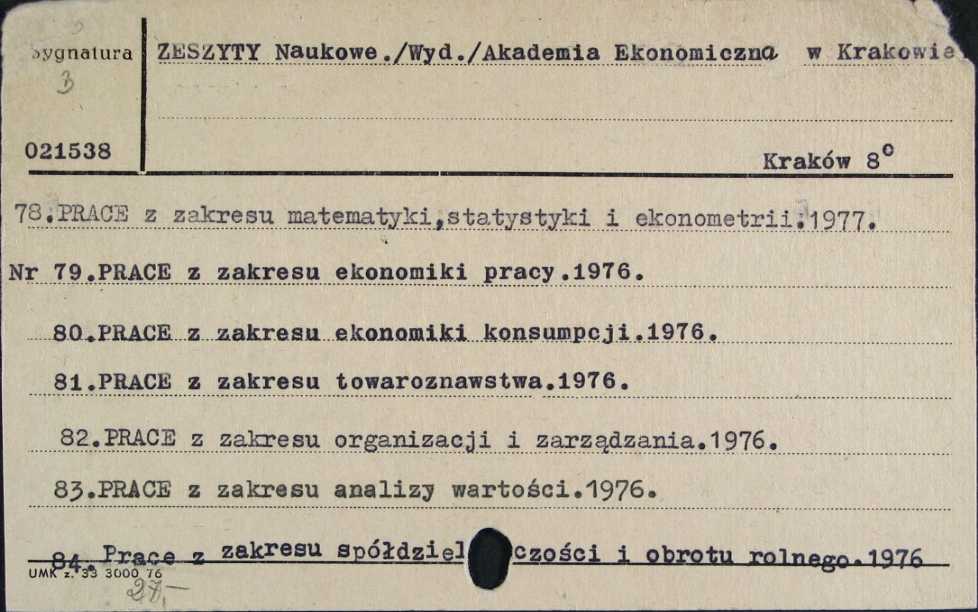 Sygnatura
B
021538
ZESZYTY Naukowe./Wyd./Akademia Ekonomiczna w Krakowie
Kraków 8°
78.PRACE z zakresu matematyki,statystyki i ekonometrii.1977.
Nr 79.PRACE z zakresu ekonomiki pracy.1976.
80.PRACE z zakresu ekonomiki konsumpcji.1976.
81.PRACE z zakresu towaroznawstwa.1976.
82.PRACE z zakresu organizacji i zarządzania.1976.
83.PRACE z zakresu analizy wartości.1976.
84. Prace z zakresu spółdziel czości i obrotu rolnego.1976
UMK z. 33 3000 76
27,-